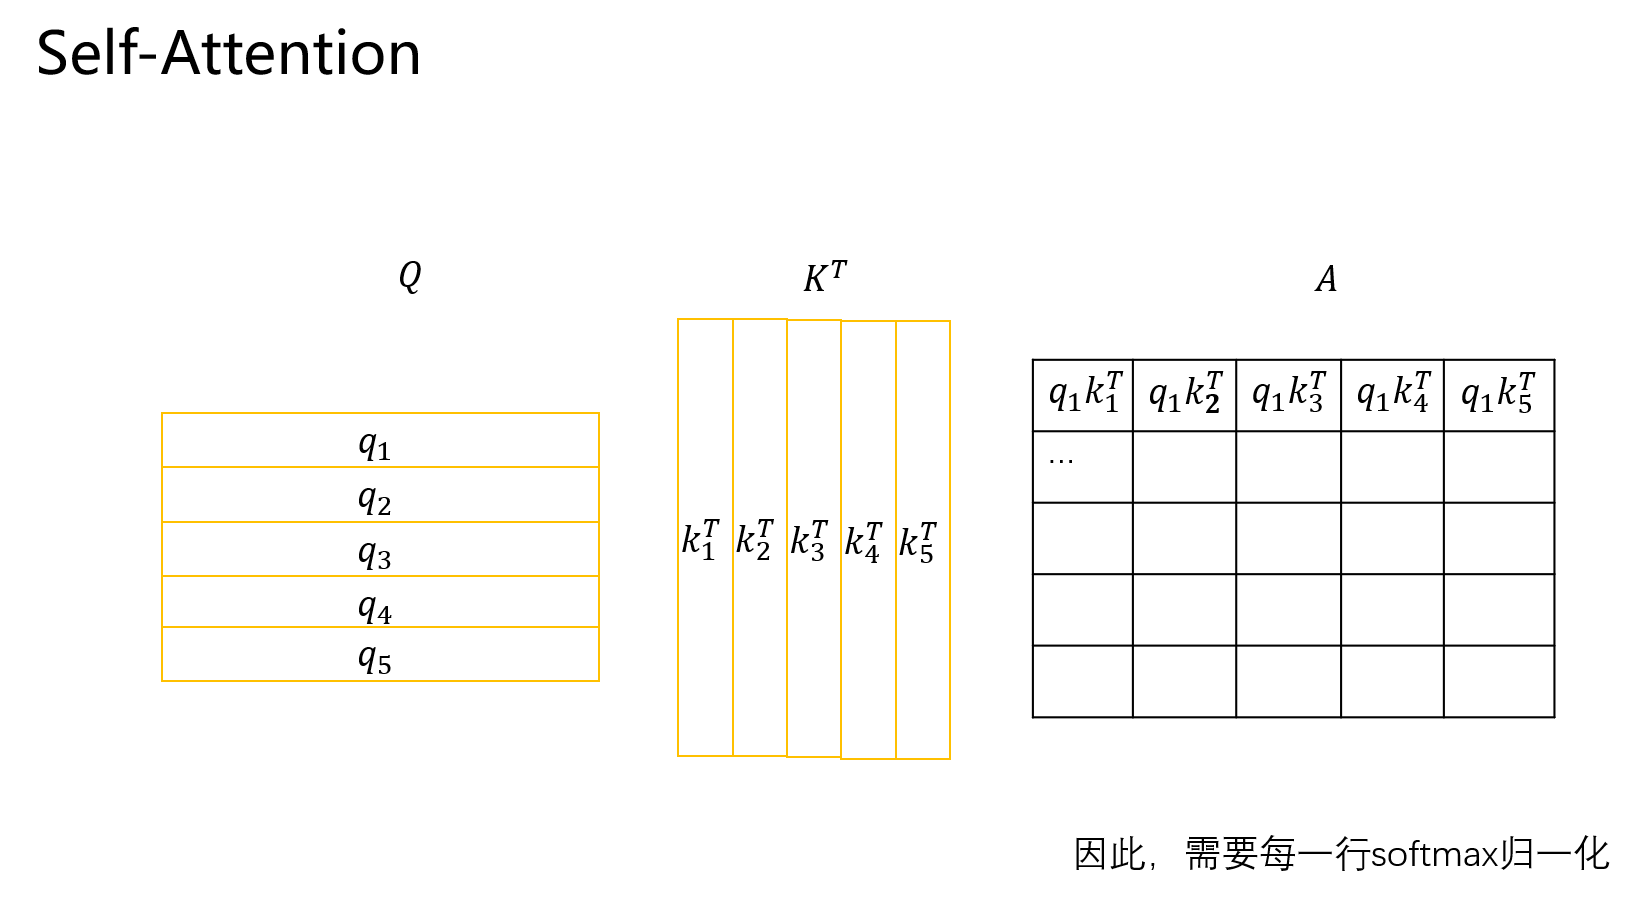 Self-Attention
Q
K^T
A
q_1
q_2
q_3
q_4
q_5
k_1^T k_2^T k_3^T k_4^T k_5^T
q_1k_1^T q_1k_2^T q_1k_3^T q_1k_4^T q_1k_5^T
...
因此，需要每一行softmax归一化